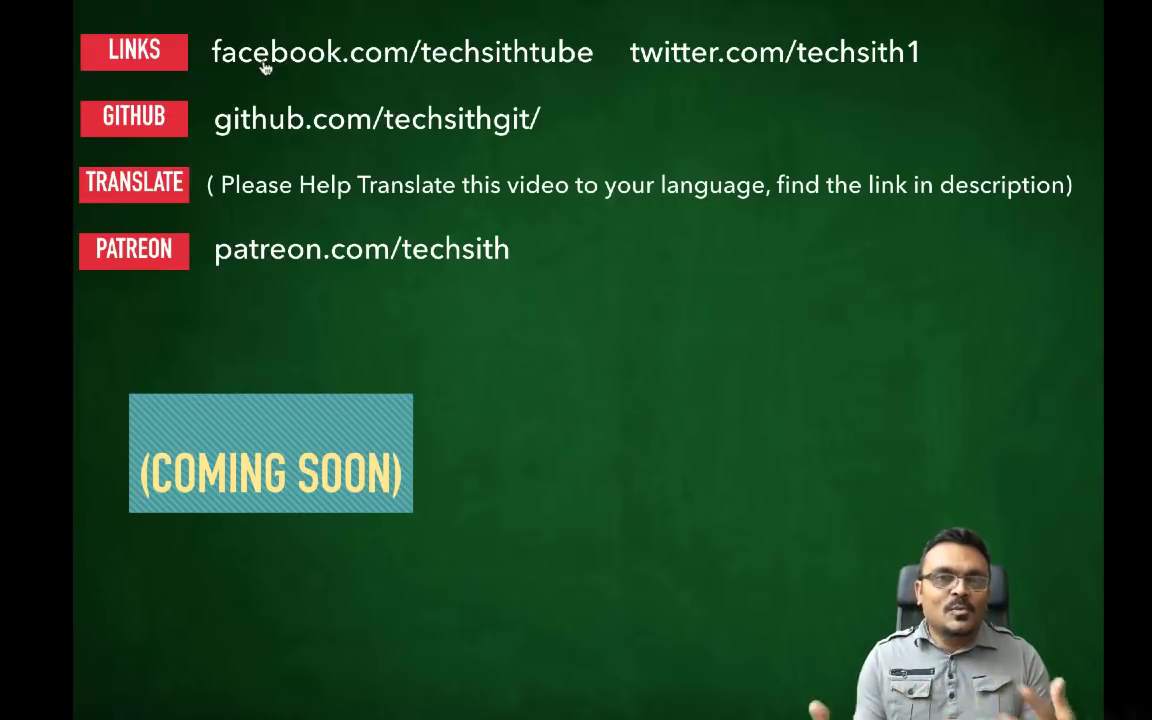 LINKS facebook.com/techsithtube twitter.com/techsith1
GITHUB github.com/techsithgit/
TRANSLATE ( Please Help Translate this video to your language, find the link in description)
PATREON patreon.com/techsith
(COMING SOON)